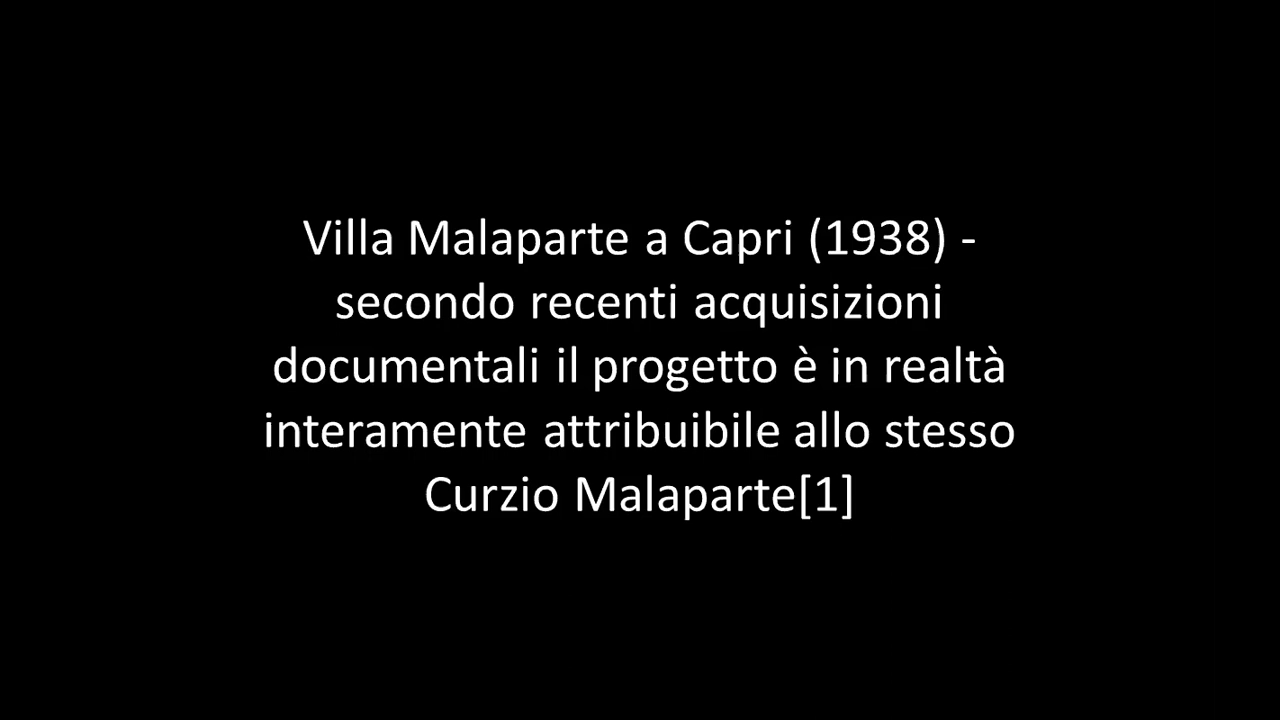 Villa Malaparte a Capri (1938) -
secondo recenti acquisizioni
documentali il progetto è in realtà
interamente attribuibile allo stesso
Curzio Malaparte[1]